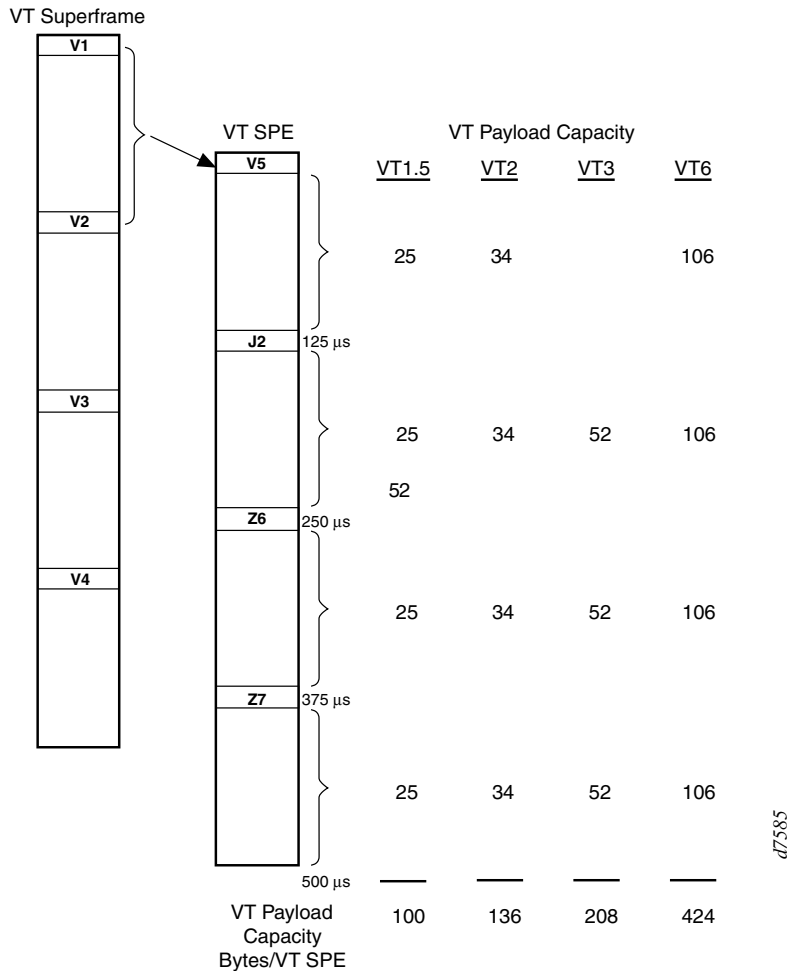 VT Superframe
V1
V2
V3
V4
VT SPE
V5
J2
Z6
Z7
125 μs
250 μs
375 μs
500 μs
VT Payload Capacity
VT1.5 VT2 VT3 VT6
25 34 106
25 34 52 106
52
25 34 52 106
25 34 52 106
VT Payload
Capacity
Bytes/VT SPE
100 136 208 424
d7585